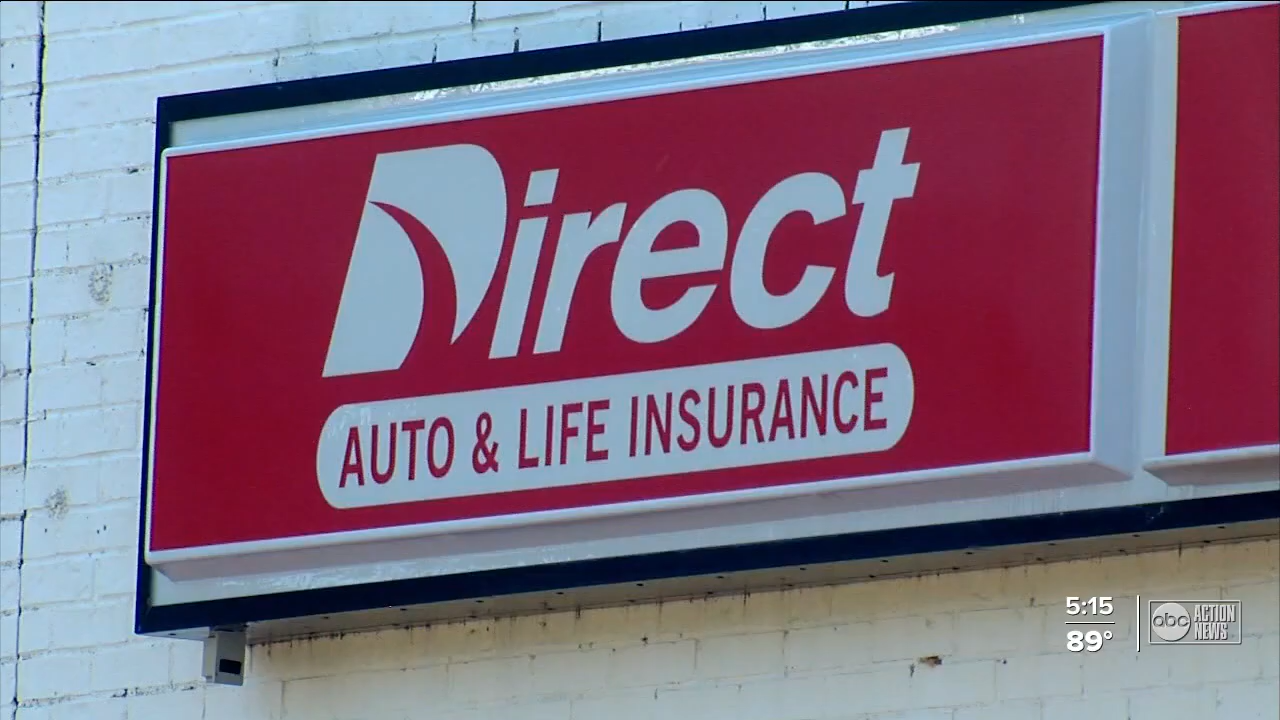 Direct
AUTO & LIFE INSURANCE
5:15
89°
abc ACTION
NEWS